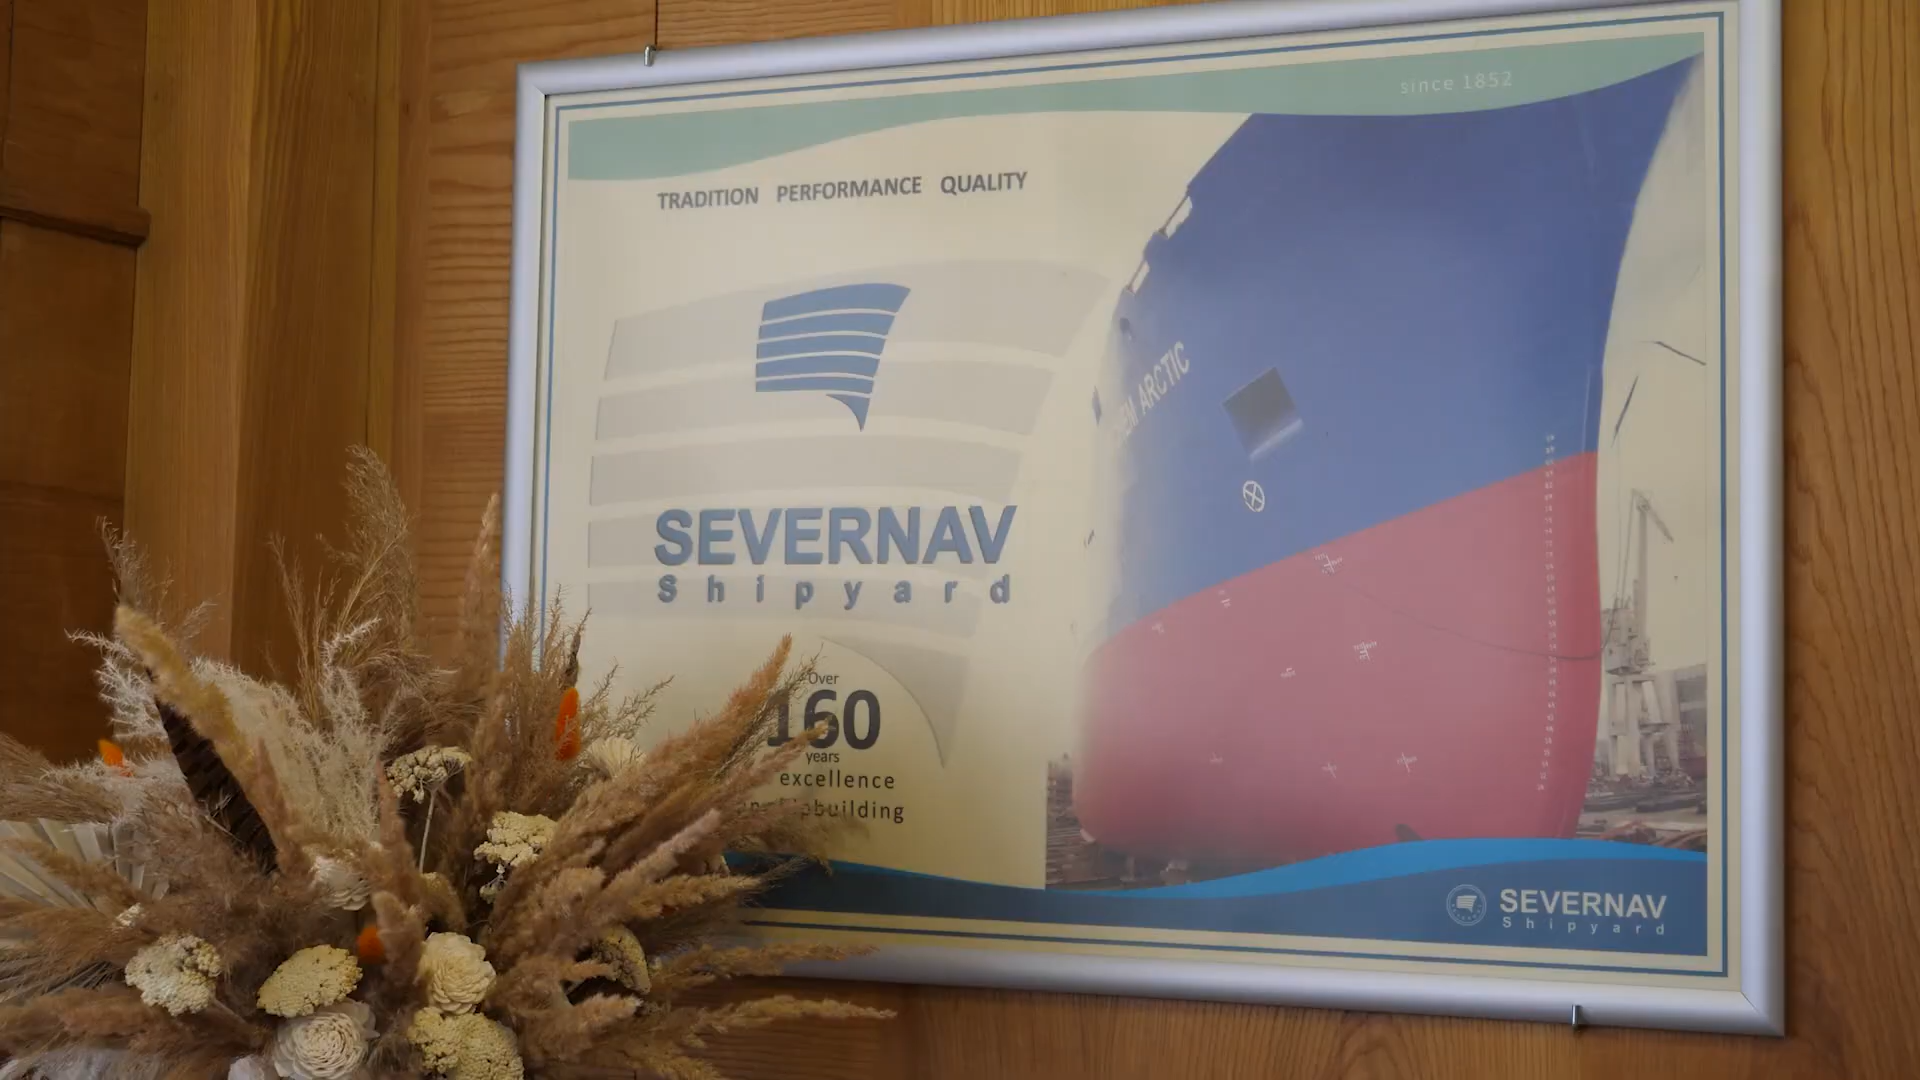 since 1852
TRADITION PERFORMANCE QUALITY
ARCTIC
SEVERNAV
Shipyard
Over
160
years
excellence
SEVERNAV
Shipyard